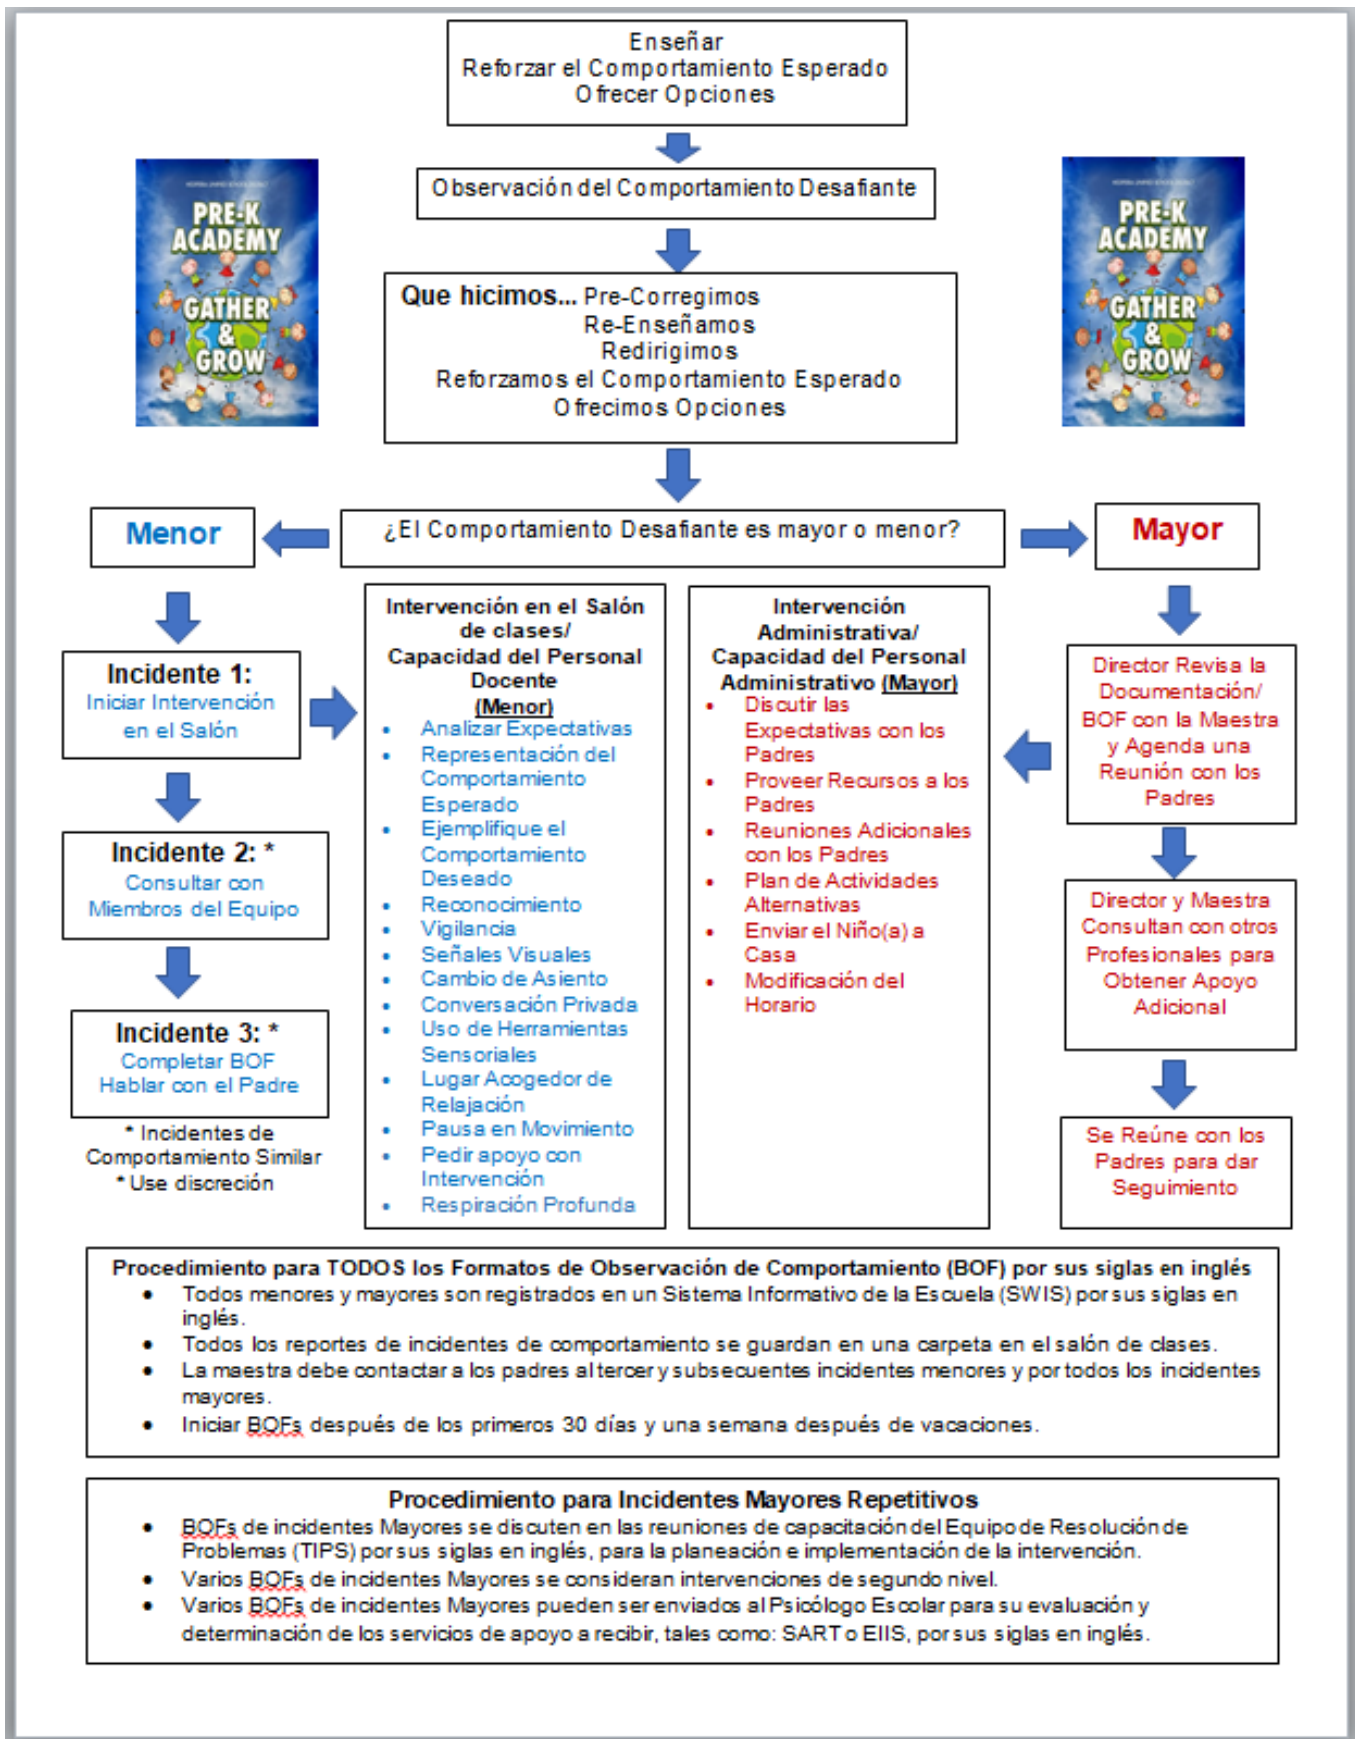 Enseñar
Reforzar el Comportamiento Esperado
Ofrecer Opciones
Observación del Comportamiento Desafiante
PRE-K
ACADEMY
GATHER
&
GROW
PRE-K
ACADEMY
GATHER
&
GROW
Que hicimos... Pre-Corregimos
Re-Enseñamos
Redirigimos
Reforzamos el Comportamiento Esperado
Ofrecimos Opciones
Menor
¿El Comportamiento Desafiante es mayor o menor?
Mayor
Incidente 1:
Iniciar Intervención
en el Salón
Incidente 2: *
Consultar con
Miembros del Equipo
Incidente 3: *
Completar BOF
Hablar con el Padre
* Incidentes de
Comportamiento Similar
* Use discreción
Intervención en el Salón
de clases/
Capacidad del Personal
Docente
(Menor)
• Analizar Expectativas
• Representación del
Comportamiento
Esperado
• Ejemplifique el
Comportamiento
Deseado
• Reconocimiento
• Vigilancia
• Señales Visuales
• Cambio de Asiento
• Conversación Privada
• Uso de Herramientas
Sensoriales
• Lugar Acogedor de
Relajación
• Pausa en Movimiento
• Pedir apoyo con
Intervención
• Respiración Profunda
Intervención
Administrativa/
Capacidad del Personal
Administrativo (Mayor)
• Discutir las
Expectativas con los
Padres
• Proveer Recursos a los
Padres
• Reuniones Adicionales
con los Padres
• Plan de Actividades
Alternativas
• Enviar el Niño(a) a
Casa
• Modificación del
Horario
Director Revisa la
Documentación/
BOF con la Maestra
y Agenda una
Reunión con los
Padres
Director y Maestra
Consultan con otros
Profesionales para
Obtener Apoyo
Adicional
Se Reúne con los
Padres para dar
Seguimiento
Procedimiento para TODOS los Formatos de Observación de Comportamiento (BOF) por sus siglas en inglés
• Todos menores y mayores son registrados en un Sistema Informativo de la Escuela (SWIS) por sus siglas en
inglés.
• Todos los reportes de incidentes de comportamiento se guardan en una carpeta en el salón de clases.
• La maestra debe contactar a los padres al tercer y subsecuentes incidentes menores y por todos los incidentes
mayores.
• Iniciar BOFs después de los primeros 30 días y una semana después de vacaciones.
Procedimiento para Incidentes Mayores Repetitivos
• BOFs de incidentes Mayores se discuten en las reuniones de capacitación del Equipo de Resolución de
Problemas (TIPS) por sus siglas en inglés, para la planeación e implementación de la intervención.
• Varios BOFs de incidentes Mayores se consideran intervenciones de segundo nivel.
• Varios BOFs de incidentes Mayores pueden ser enviados al Psicólogo Escolar para su evaluación y
determinación de los servicios de apoyo a recibir, tales como: SART o EIIS, por sus siglas en inglés.